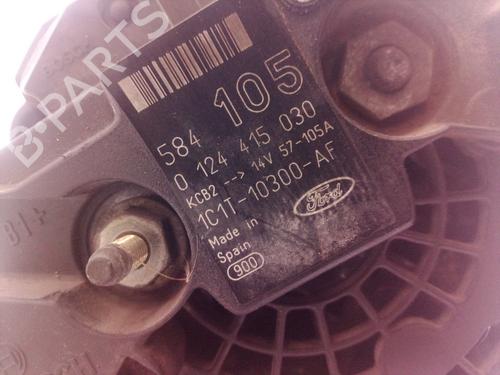 B-PARTS
105
584
0 124 415 030
KCB2 --> 14V 57-105A
1C1T-10300-AF
Made in
Spain
Ford
900